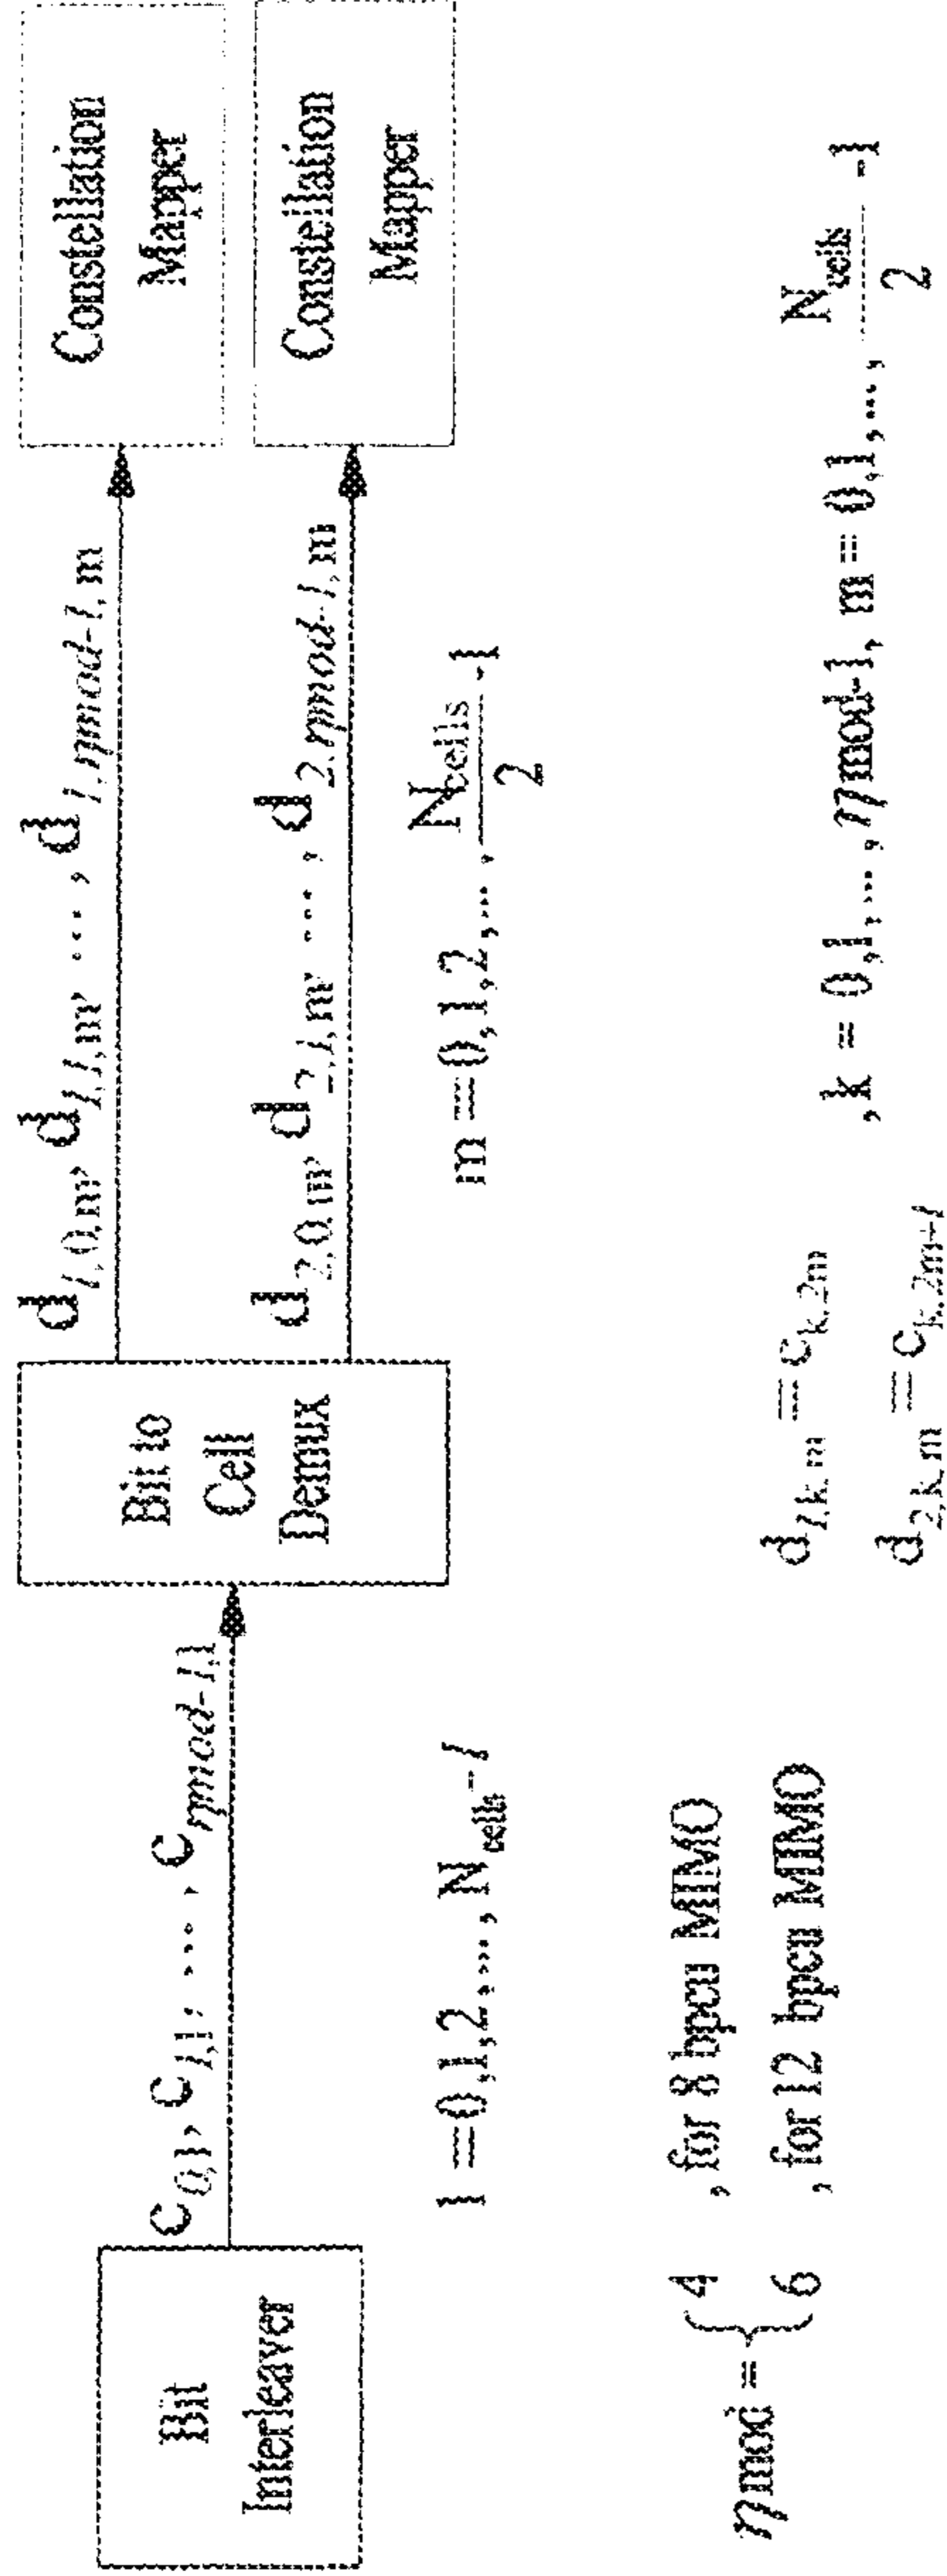 Bit
Interleaver
c0,l, c1,l, ..., cηmod-1,l
l = 0,1,2,..., Ncells-1
Bit to
Cell
Demux
d1,0,m, d1,1,m, ..., d1,ηmod-1,m
d2,0,m, d2,1,m, ..., d2,ηmod-1,m
m = 0,1,2,..., Ncells/2 -1
Constellation
Mapper
Constellation
Mapper
ηmod = { 4 , for 8 bpcu MIMO
6 , for 12 bpcu MIMO
d1,k,m = ck,2m
d2,k,m = ck,2m+1
, k = 0,1,..., ηmod-1, m = 0,1,..., Ncells/2 -1